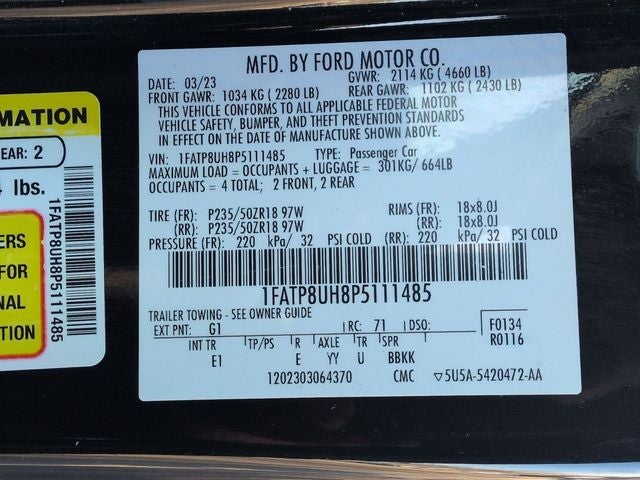 MATION
EAR: 2
lbs.
ERS
FOR
NAL
TION
1FATP8UH8P5111485
MFD. BY FORD MOTOR CO.
DATE: 03/23 GVWR: 2114 KG ( 4660 LB)
FRONT GAWR: 1034 KG ( 2280 LB) REAR GAWR: 1102 KG ( 2430 LB)
THIS VEHICLE CONFORMS TO ALL APPLICABLE FEDERAL MOTOR
VEHICLE SAFETY, BUMPER, AND THEFT PREVENTION STANDARDS
IN EFFECT ON THE DATE OF MANUFACTURE SHOWN ABOVE.
VIN: 1FATP8UH8P5111485 TYPE: Passenger Car
MAXIMUM LOAD = OCCUPANTS + LUGGAGE = 301KG/ 664LB
OCCUPANTS = 4 TOTAL; 2 FRONT, 2 REAR
TIRE (FR): P235/50ZR18 97W RIMS (FR): 18x8.0J
(RR): P235/50ZR18 97W (RR): 18x8.0J
PRESSURE (FR): 220 kPa/ 32 PSI COLD (RR): 220 kPa/ 32 PSI COLD
1FATP8UH8P5111485
TRAILER TOWING - SEE OWNER GUIDE
EXT PNT: G1 RC: 71 DSO: F0134
R0116
INT TR TP/PS R AXLE TR SPR
E1 E YY U BBKK
1202303064370 CMC ▽5U5A-5420472-AA